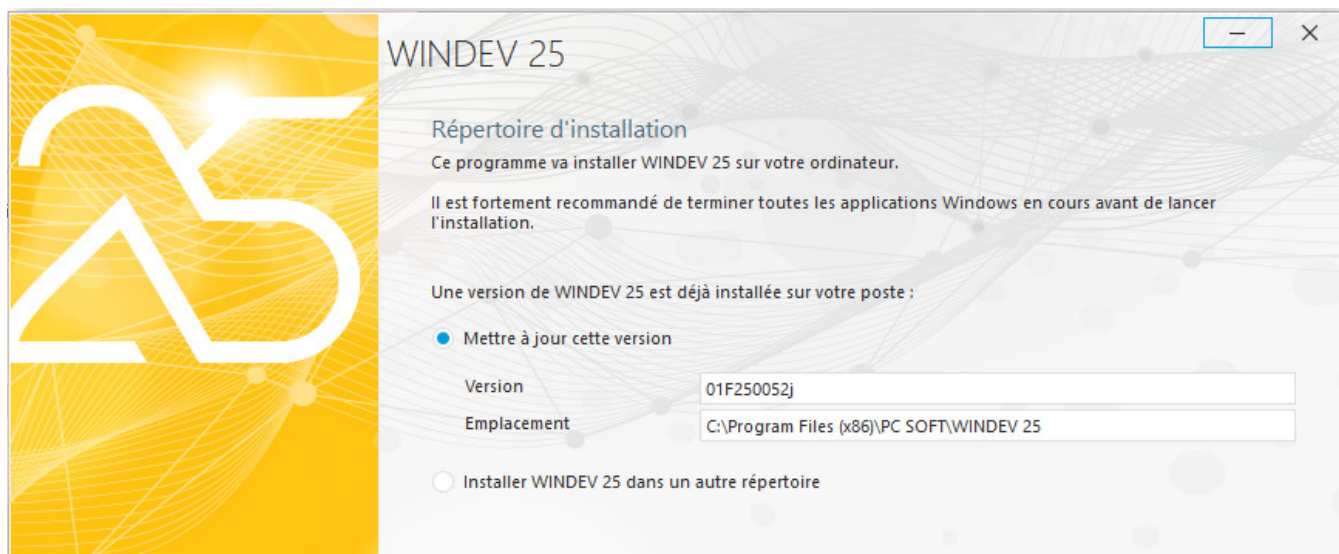 WINDEV 25
Répertoire d'installation
Ce programme va installer WINDEV 25 sur votre ordinateur.
Il est fortement recommandé de terminer toutes les applications Windows en cours avant de lancer
l'installation.
Une version de WINDEV 25 est déjà installée sur votre poste :
Mettre à jour cette version
Version 01F250052j
Emplacement C:\Program Files (x86)\PC SOFT\WINDEV 25
Installer WINDEV 25 dans un autre répertoire
25